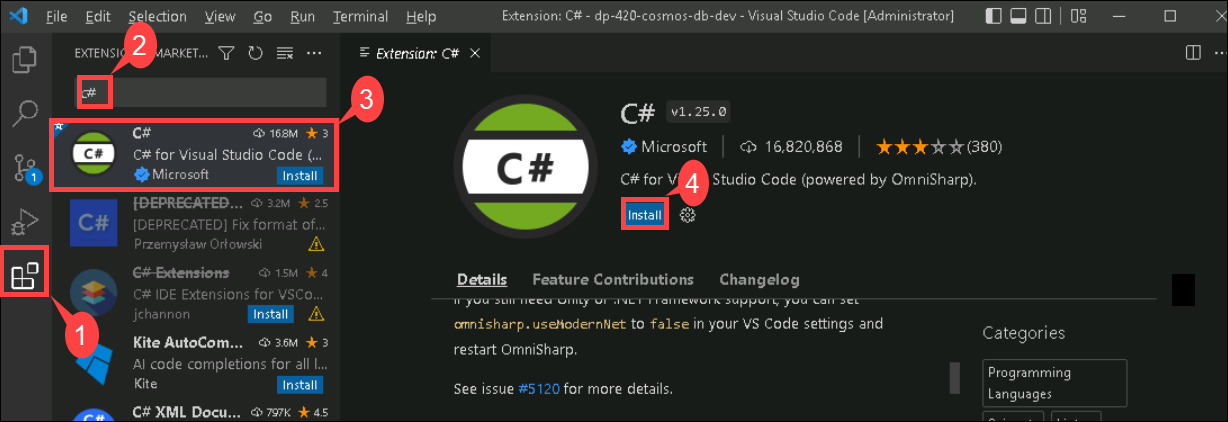 File Edit Selection View Go Run Terminal Help
Extension: C# - dp-420-cosmos-db-dev - Visual Studio Code [Administrator]
EXTENSIO MARKET...
2
C#
C#
C#
16.8M 3
C# for Visual Studio Code (...
Microsoft
Install
3
C#
[DEPRECATED... 3.2M 2.5
[DEPRECATED] Fix format of...
Przemysław Orłowski
C# Extensions 1.5M 4
C# IDE Extensions for VSCo...
jchannon
Install
1
1
Kite AutoCom... 3.6M 3
AI code completions for all l...
Kite
Install
C#
C# XML Docu... 797K 4.5
Extension: C#
C#
C# v1.25.0
Microsoft 16,820,868 (380)
C# for V Studio Code (powered by OmniSharp).
4
Install
Details Feature Contributions Changelog
If you still need Unity or .NET Framework support, you can set
omnisharp.useModernNet to false in your VS Code settings and
restart OmniSharp.
See issue #5120 for more details.
Categories
Programming
Languages